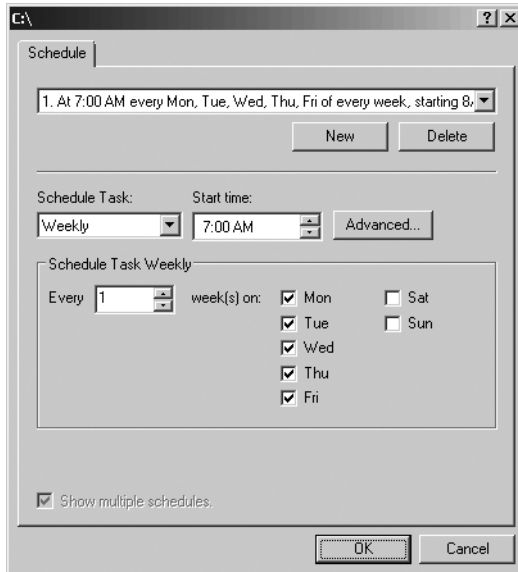 C:\
Schedule
1. At 7:00 AM every Mon, Tue, Wed, Thu, Fri of every week, starting 8/
New Delete
Schedule Task: Start time:
Weekly 7:00 AM Advanced...
Schedule Task Weekly
Every 1 week(s) on: Mon Sat
Tue Sun
Wed
Thu
Fri
Show multiple schedules.
OK Cancel